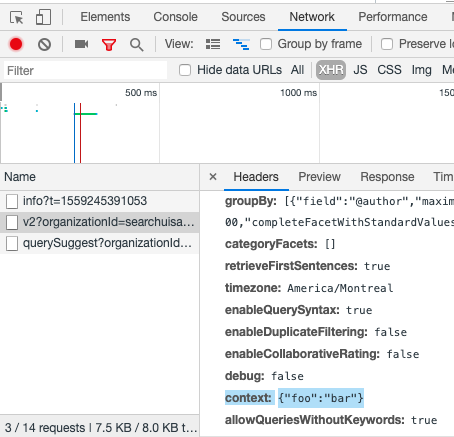 Elements Console Sources Network Performance
View: Group by frame Preserve lo
Filter Hide data URLs All XHR JS CSS Img Me
500 ms 1000 ms 150
Name × Headers Preview Response Cookies Tim
info?t=1559245391053
v2?organizationId=searchuisa...
querySuggest?organizationId...
groupBy: [{"field":"@author","maxim
00,"completeFacetWithStandardValues
categoryFacets: []
retrieveFirstSentences: true
timezone: America/Montreal
enableQuerySyntax: true
enableDuplicateFiltering: false
enableCollaborativeRating: false
debug: false
context: {"foo":"bar"}
allowQueriesWithoutKeywords: true
3 / 14 requests | 7.5 KB / 8.0 KB t...